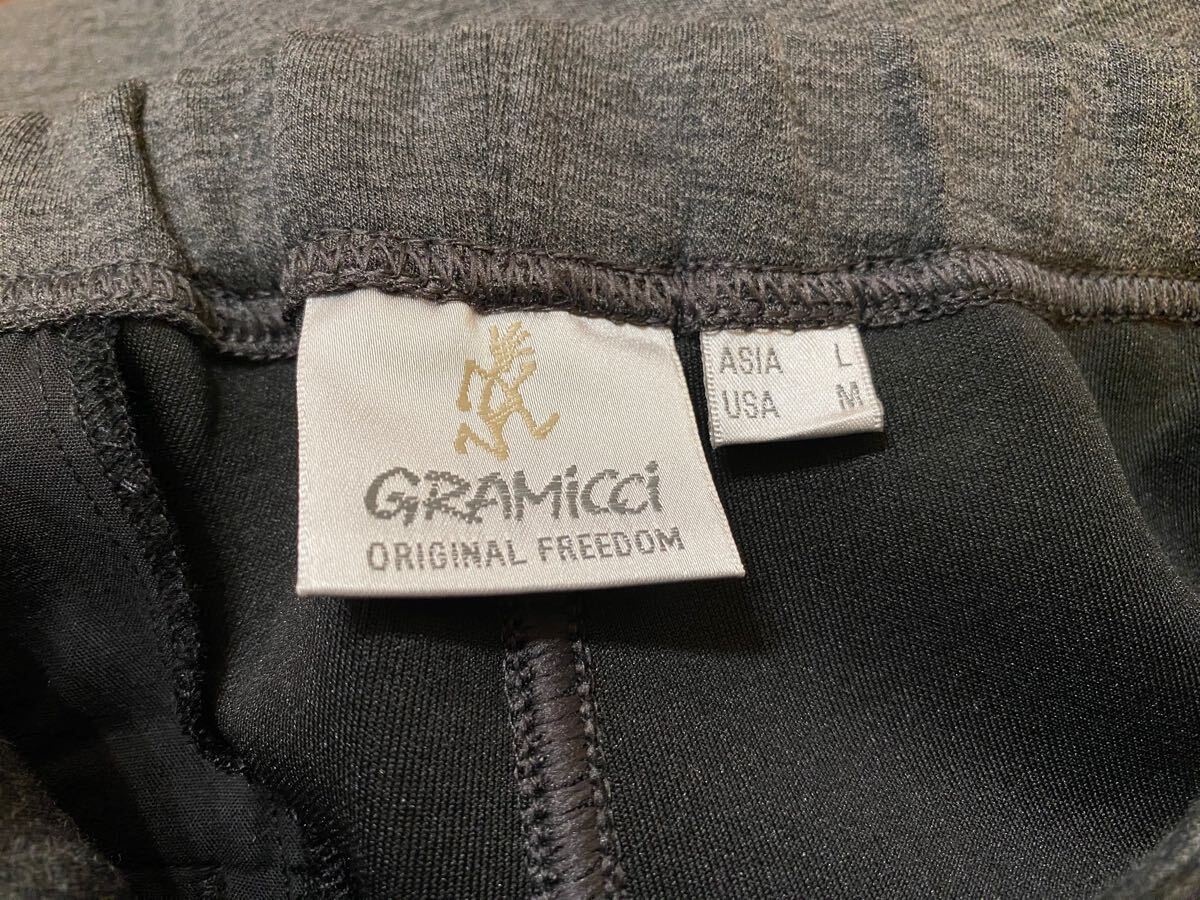 GRAMiCCi
ORIGINAL FREEDOM
ASIA L
USA M